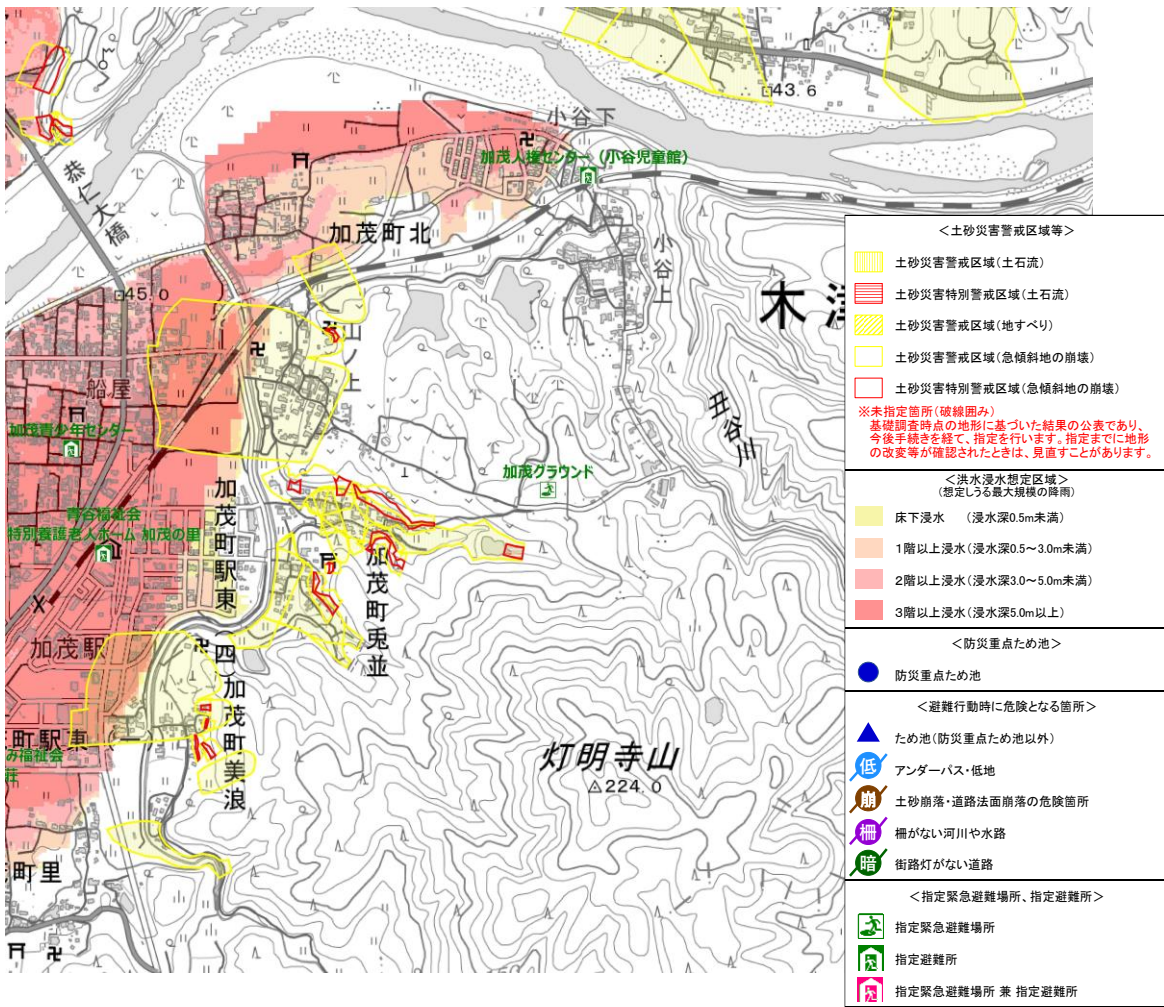 43.6
小谷下
加茂人権センター (小谷児童館)
恭仁大橋
加茂町北
小谷上
45.0
木津
山ノ上
船屋
丑谷川
加茂青少年センター
加茂グラウンド
青谷福祉会
特別養護老人ホーム 加茂の里
加茂町駅東(四)
加茂町兎並
加茂駅
加茂町美浪
町駅東(一)
み福祉会
荘
灯明寺山
224.0
町里
<土砂災害警戒区域等>
土砂災害警戒区域(土石流)
土砂災害特別警戒区域(土石流)
土砂災害警戒区域(地すべり)
土砂災害警戒区域(急傾斜地の崩壊)
土砂災害特別警戒区域(急傾斜地の崩壊)
※未指定箇所(破線囲み)
基礎調査時点の地形に基づいた結果の公表であり、
今後手続きを経て、指定を行います。指定までに地形
の改変等が確認されたときは、見直すことがあります。
<洪水浸水想定区域>
(想定しうる最大規模の降雨)
床下浸水 (浸水深0.5m未満)
1階以上浸水(浸水深0.5~3.0m未満)
2階以上浸水(浸水深3.0~5.0m未満)
3階以上浸水(浸水深5.0m以上)
<防災重点ため池>
防災重点ため池
<避難行動時に危険となる箇所>
ため池(防災重点ため池以外)
低 アンダーパス・低地
崩 土砂崩落・道路法面崩落の危険箇所
柵 柵がない河川や水路
暗 街路灯がない道路
<指定緊急避難場所、指定避難所>
指定緊急避難場所
指定避難所
指定緊急避難場所 兼 指定避難所